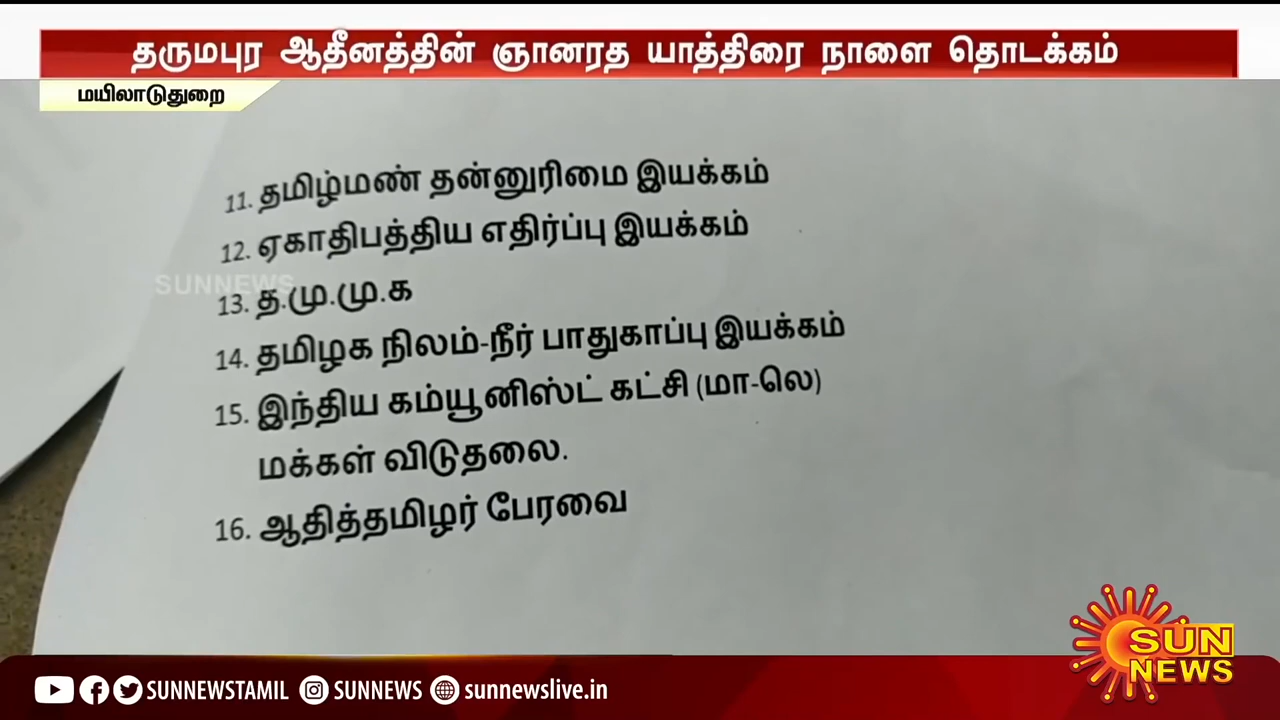 தருமபுர ஆதீனத்தின் ஞானரத யாத்திரை நாளை தொடக்கம்
மயிலாடுதுறை
11. தமிழ்மண் தன்னுரிமை இயக்கம்
12. ஏகாதிபத்திய எதிர்ப்பு இயக்கம்
SUNNEWS
13. த.மு.மு.க
14. தமிழக நிலம்-நீர் பாதுகாப்பு இயக்கம்
15. இந்திய கம்யூனிஸ்ட் கட்சி (மா-லெ)
மக்கள் விடுதலை.
16. ஆதித்தமிழர் பேரவை
SUN
NEWS
SUNNEWSTAMIL SUNNEWS sunnewslive.in